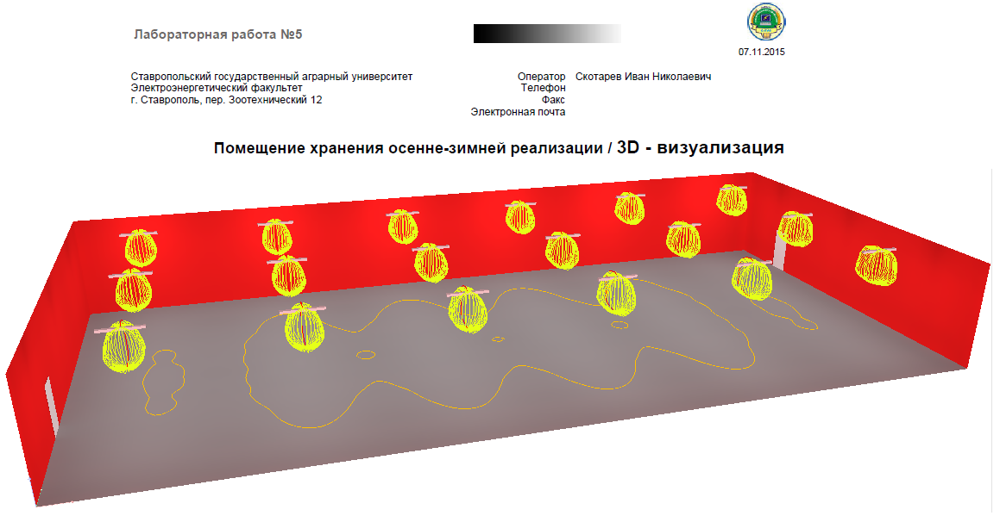 Лабораторная работа №5
07.11.2015
Ставропольский государственный аграрный университет
Электроэнергетический факультет
г. Ставрополь, пер. Зоотехнический 12
Оператор Скотарев Иван Николаевич
Телефон
Факс
Электронная почта
Помещение хранения осенне-зимней реализации / 3D - визуализация